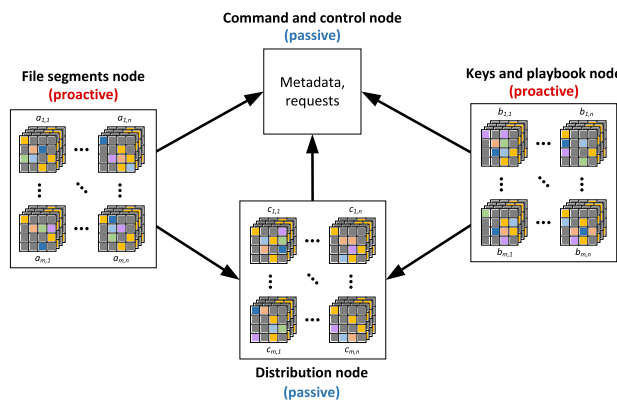 Command and control node
(passive)
Metadata,
requests
File segments node
(proactive)
a1,1
a1,n
am,1
am,n
Keys and playbook node
(proactive)
b1,1
b1,n
bm,1
bm,n
c1,1
c1,n
cm,1
cm,n
Distribution node
(passive)